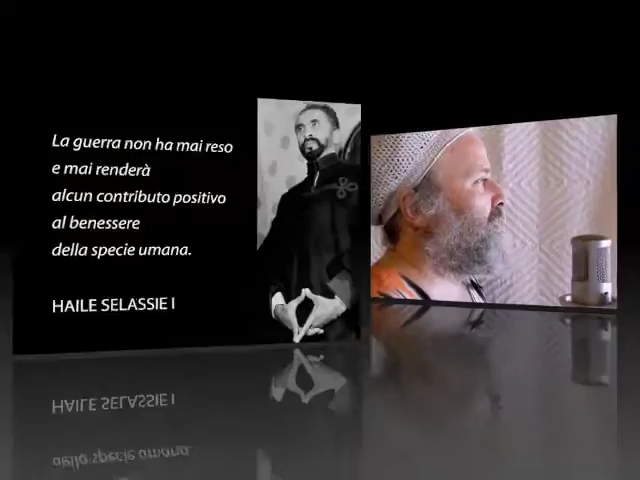 La guerra non ha mai reso
e mai renderà
alcun contributo positivo
al benessere
della specie umana.
HAILE SELASSIE I